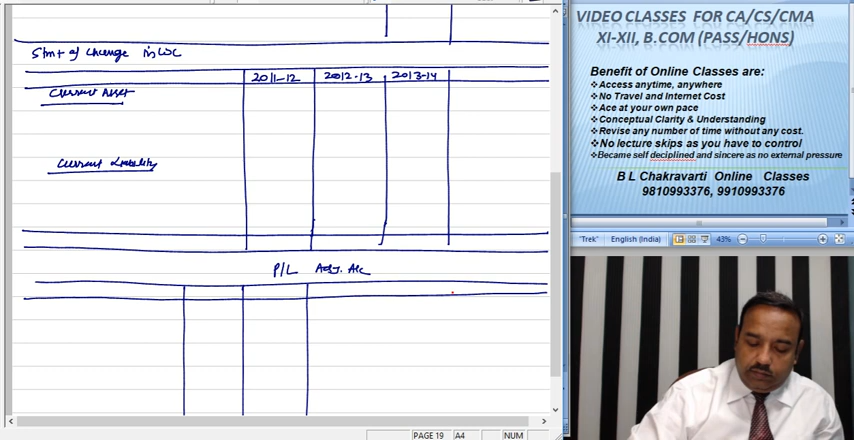 Stmt of change in WC
2011-12 2012-13 2013-14
Current Asset
Current Liability
P/L Adj. A/c
PAGE 19 A4 NUM
VIDEO CLASSES FOR CA/CS/CMA
XI-XII, B.COM (PASS/HONS)
Benefit of Online Classes are:
❖Access anytime, anywhere
❖No Travel and Internet Cost
❖Ace at your own pace
❖Conceptual Clarity & Understanding
❖Revise any number of time without any cost.
❖No lecture skips as you have to control
❖Became self deciplined and sincere as no external pressure
B L Chakravarti Online Classes
9810993376, 9910993376
"Trek" English (India) 43%